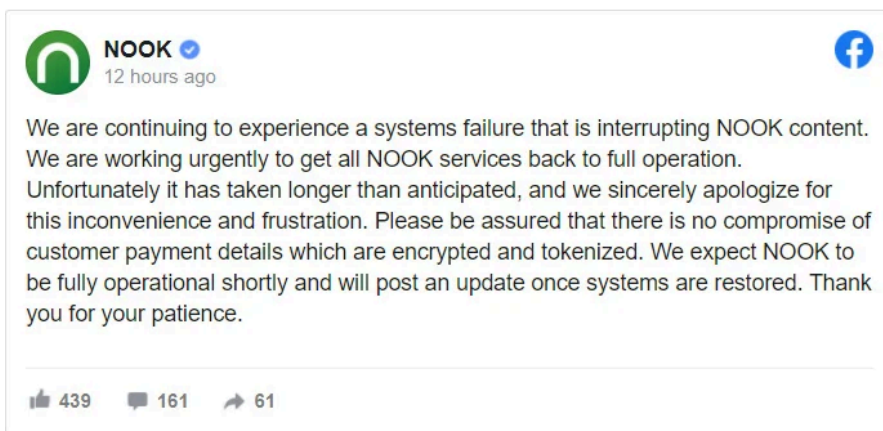 NOOK
12 hours ago
We are continuing to experience a systems failure that is interrupting NOOK content.
We are working urgently to get all NOOK services back to full operation.
Unfortunately it has taken longer than anticipated, and we sincerely apologize for
this inconvenience and frustration. Please be assured that there is no compromise of
customer payment details which are encrypted and tokenized. We expect NOOK to
be fully operational shortly and will post an update once systems are restored. Thank
you for your patience.
439 161 61